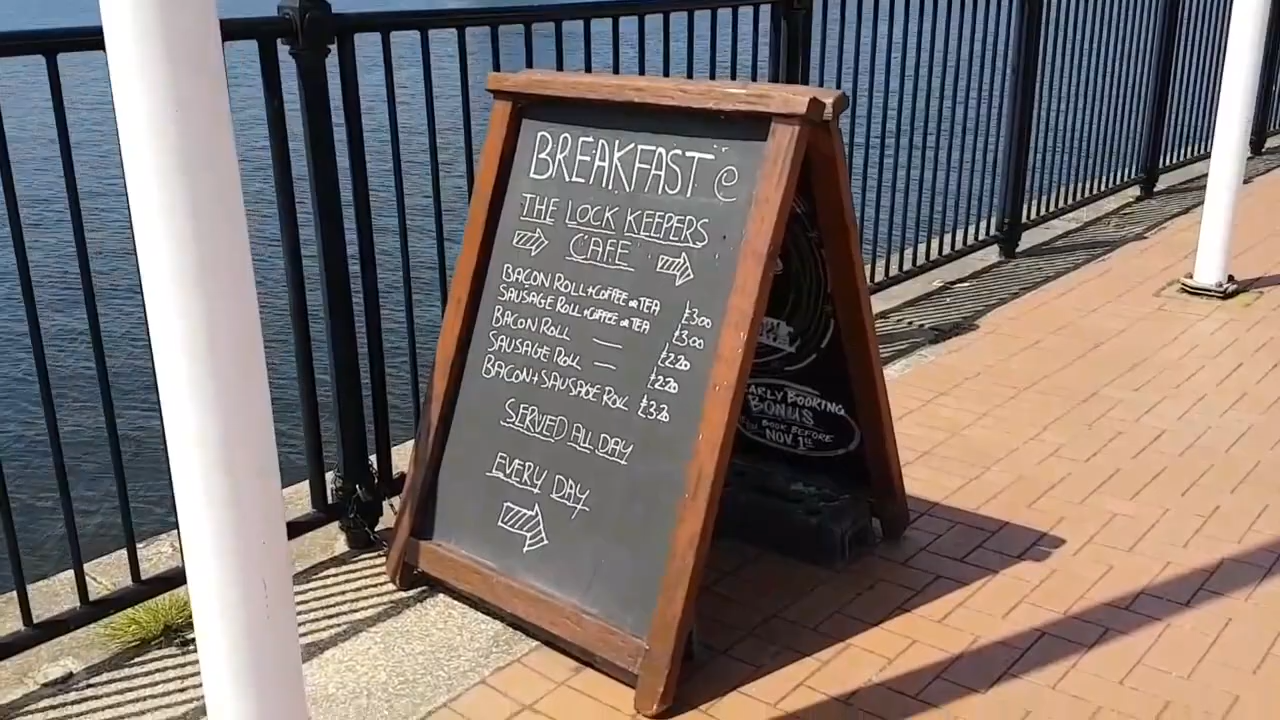 BREAKFAST @
THE LOCK KEEPERS
CAFE
BACON ROLL + COFFEE OR TEA £3.00
SAUSAGE ROLL + COFFEE OR TEA £3.00
BACON ROLL — £2.20
SAUSAGE ROLL — £2.20
BACON + SAUSAGE ROLL £3.20
SERVED ALL DAY
EVERY DAY
EARLY BOOKING
BONUS
BOOK BEFORE
NOV. 1st